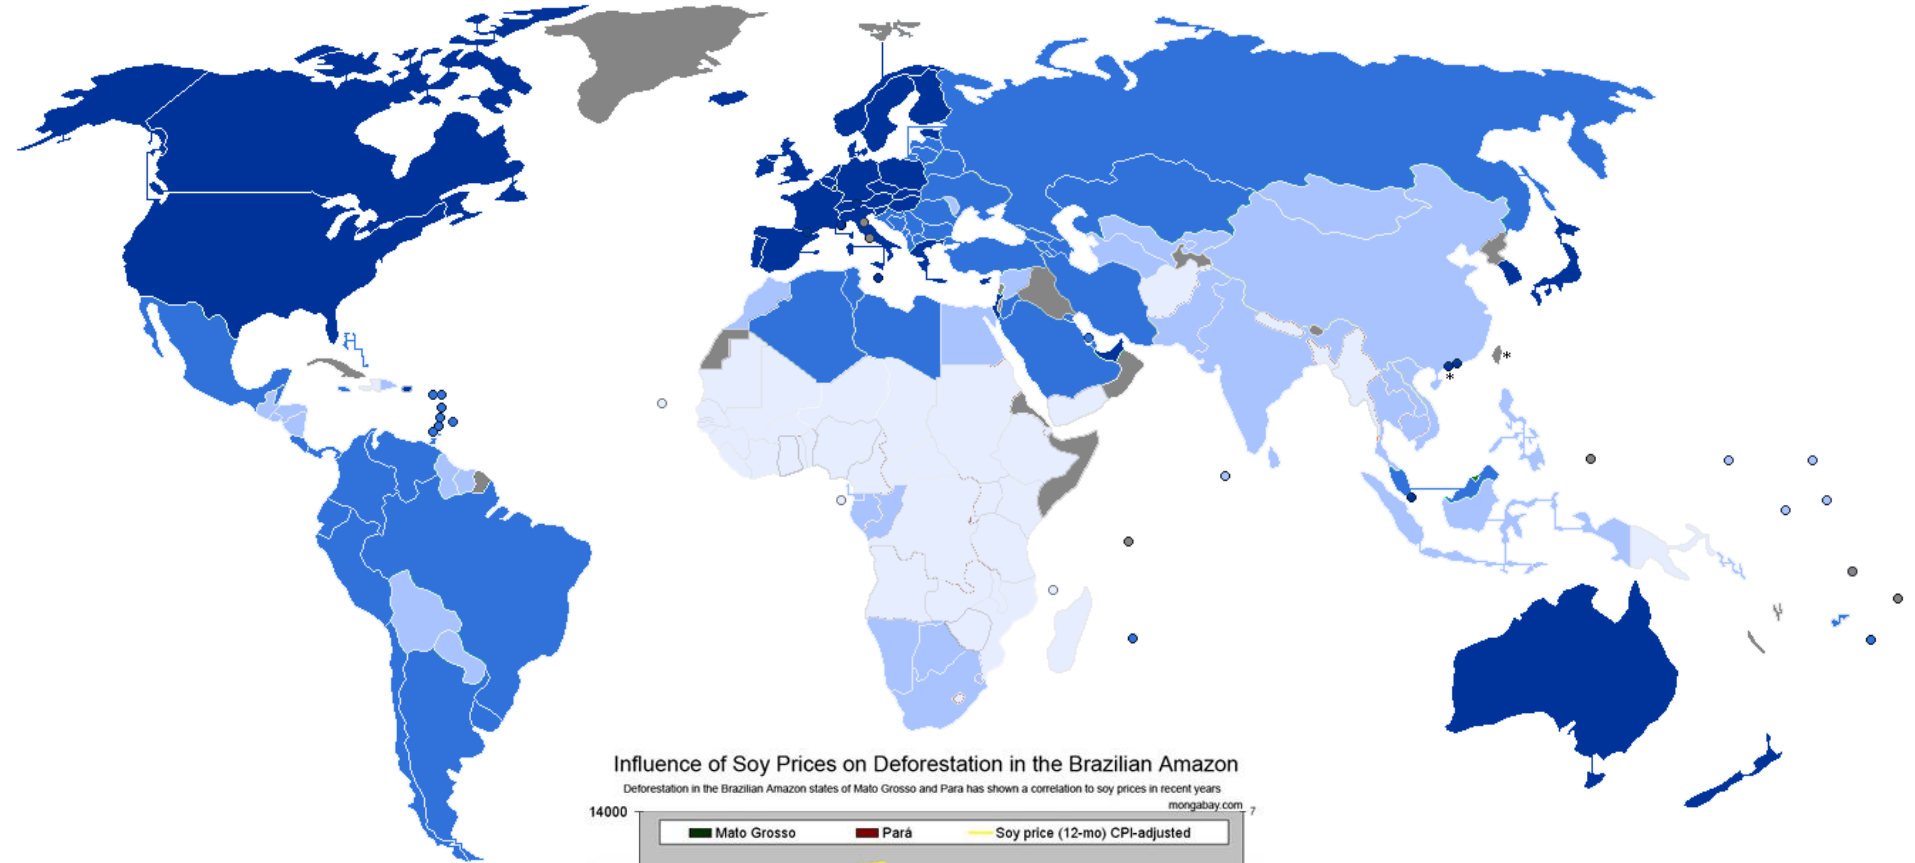 *
*
Influence of Soy Prices on Deforestation in the Brazilian Amazon
Deforestation in the Brazilian Amazon states of Mato Grosso and Para has shown a correlation to soy prices in recent years
mongabay.com
14000
7
Mato Grosso
Pará
Soy price (12-mo) CPI-adjusted